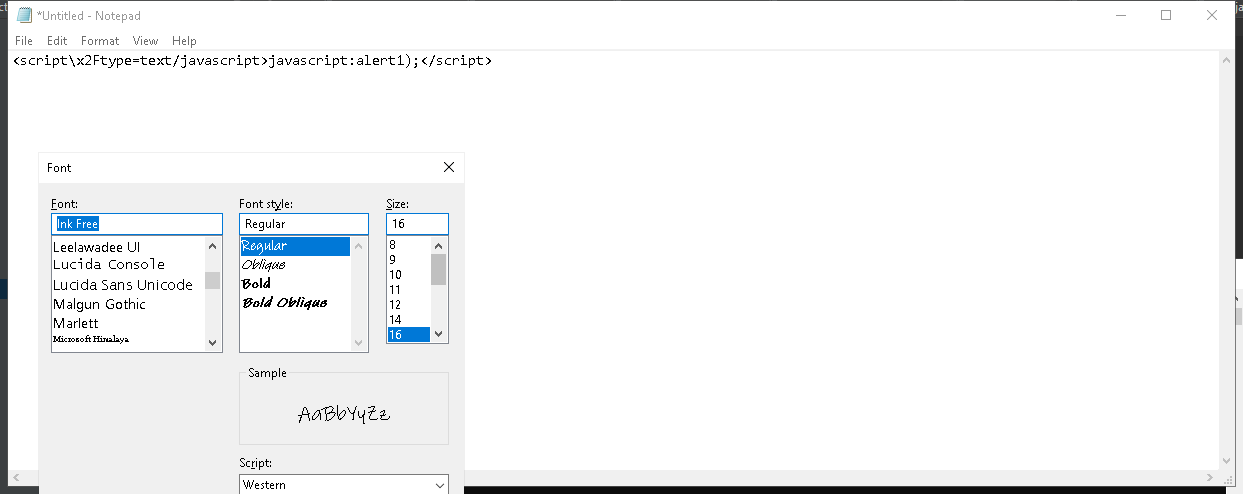 *Untitled - Notepad
File Edit Format View Help
<script\x2Ftype=text/javascript>javascript:alert1);</script>
Font
Font: Font style: Size:
Ink Free Regular 16
Leelawadee UI Regular 8
Lucida Console Oblique 9
Lucida Sans Unicode Bold 10
Malgun Gothic Bold Oblique 11
Marlett 12
Microsoft Himalaya 14
16
Sample
AaBbYyZz
Script:
Western